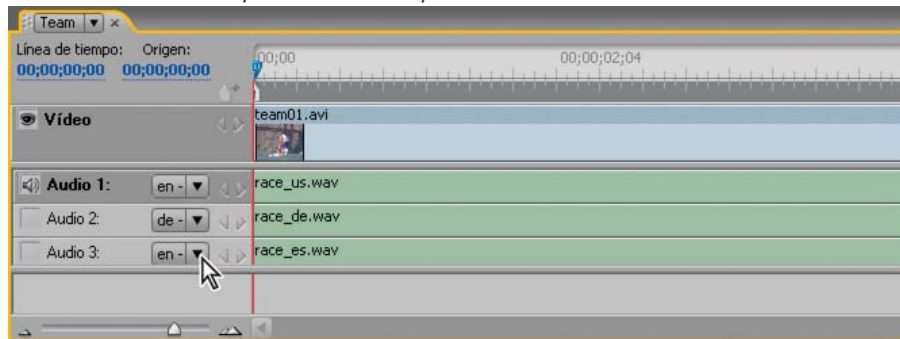 Team
Línea de tiempo: Origen:
00;00;00;00 00;00;00;00
00;00 00;00;02;04
Vídeo team01.avi
Audio 1: en - race_us.wav
Audio 2: de - race_de.wav
Audio 3: en - race_es.wav